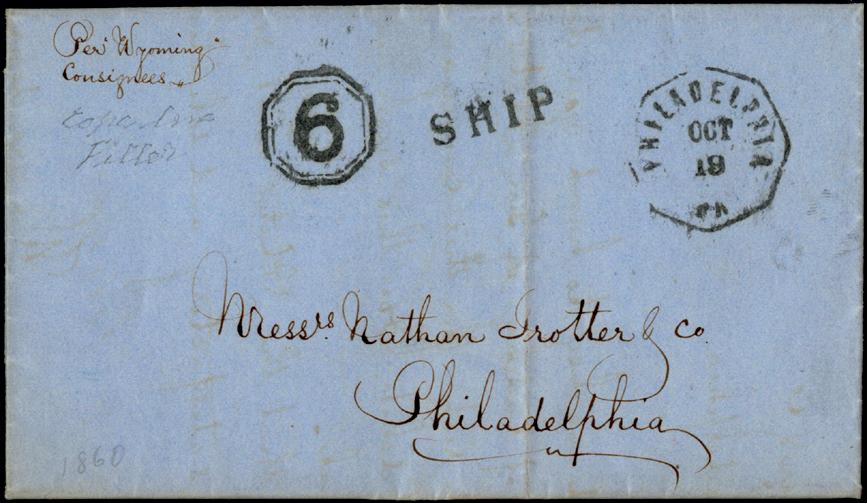 Per "Wyoming"
Consignees
6
SHIP
PHILADELPHIA
OCT
19
PA
Messrs. Nathan Trotter & Co.
Philadelphia
1860